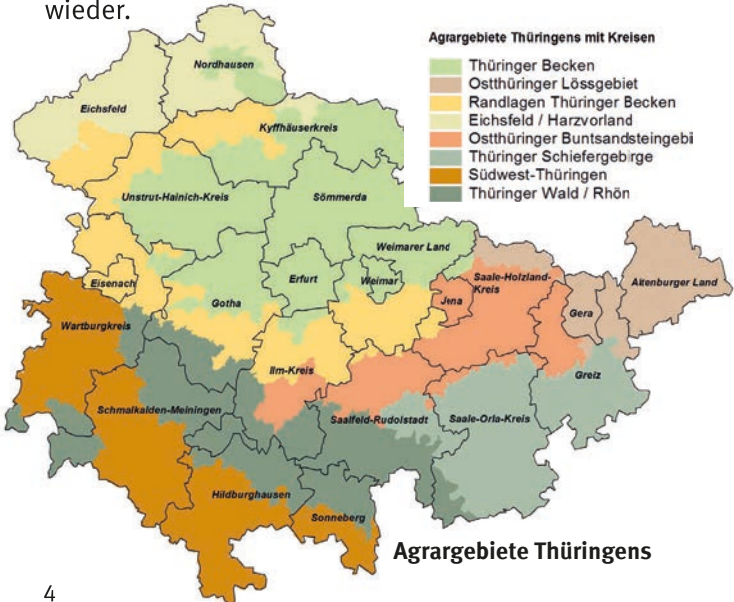 wieder.
Agrargebiete Thüringens mit Kreisen
Thüringer Becken
Ostthüringer Lössgebiet
Randlagen Thüringer Becken
Eichsfeld / Harzvorland
Ostthüringer Buntsandsteingebi
Thüringer Schiefergebirge
Südwest-Thüringen
Thüringer Wald / Rhön
Nordhausen
Eichsfeld
Kyffhäuserkreis
Unstrut-Hainich-Kreis
Sömmerda
Weimarer Land
Eisenach
Gotha
Erfurt
Weimar
Jena
Saale-Holzland-
Kreis
Gera
Altenburger Land
Wartburgkreis
Ilm-Kreis
Greiz
Schmalkalden-Meiningen
Saalfeld-Rudolstadt
Saale-Orla-Kreis
Hildburghausen
Sonneberg
Agrargebiete Thüringens
4